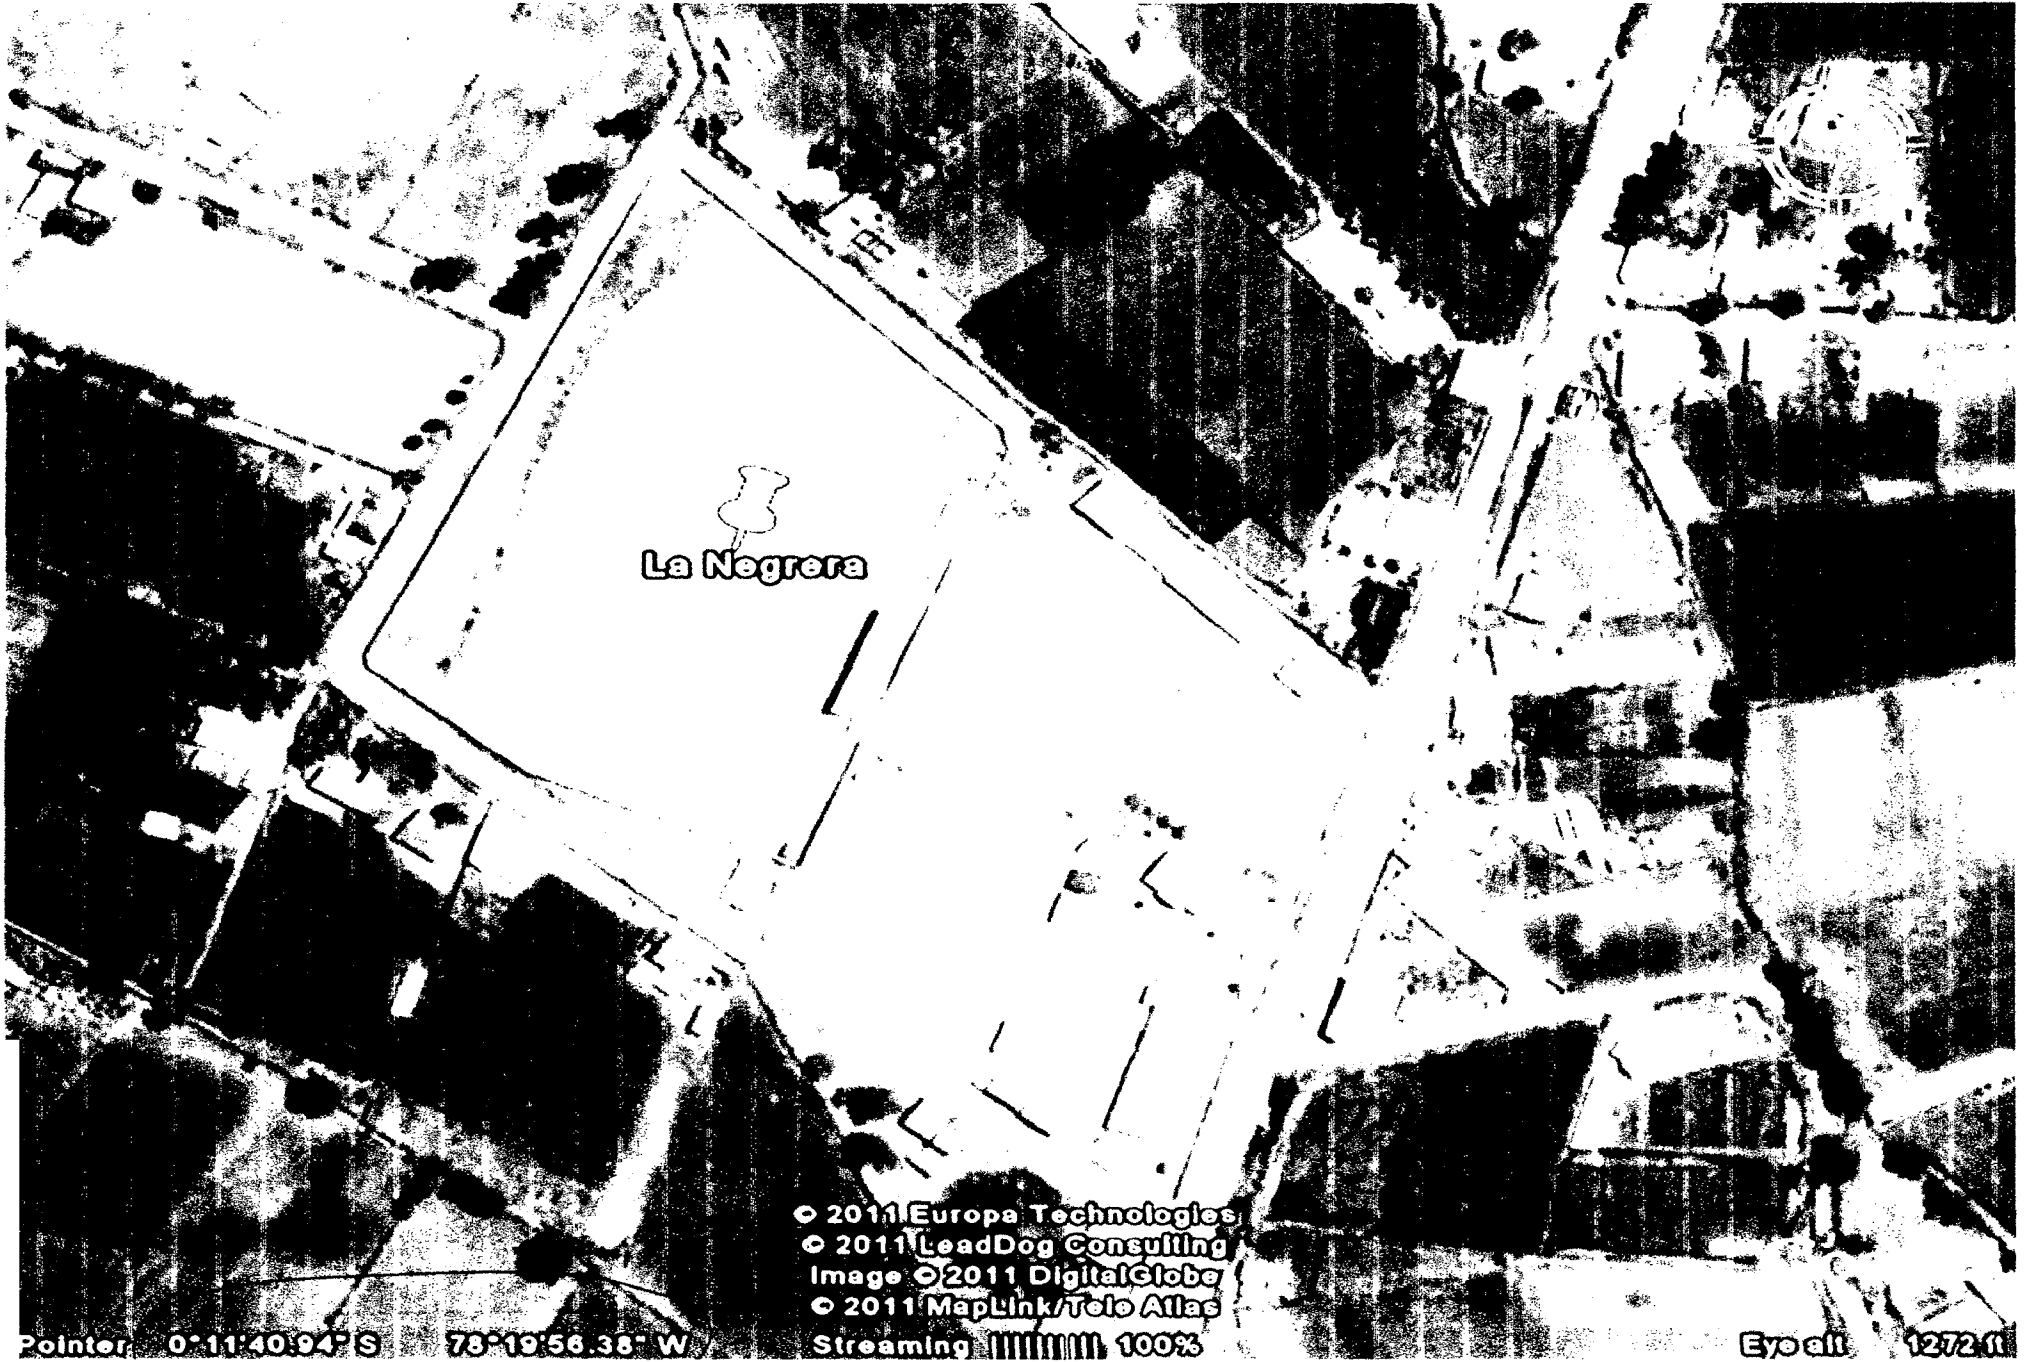 La Negrera
© 2011 Europa Technologies
© 2011 LeadDog Consulting
Image © 2011 DigitalGlobe
© 2011 MapLink/Tele Atlas
Pointer 0°11'40.94" S 78°19'56.38" W Streaming ||||||||| 100% Eye alt 1272 ft